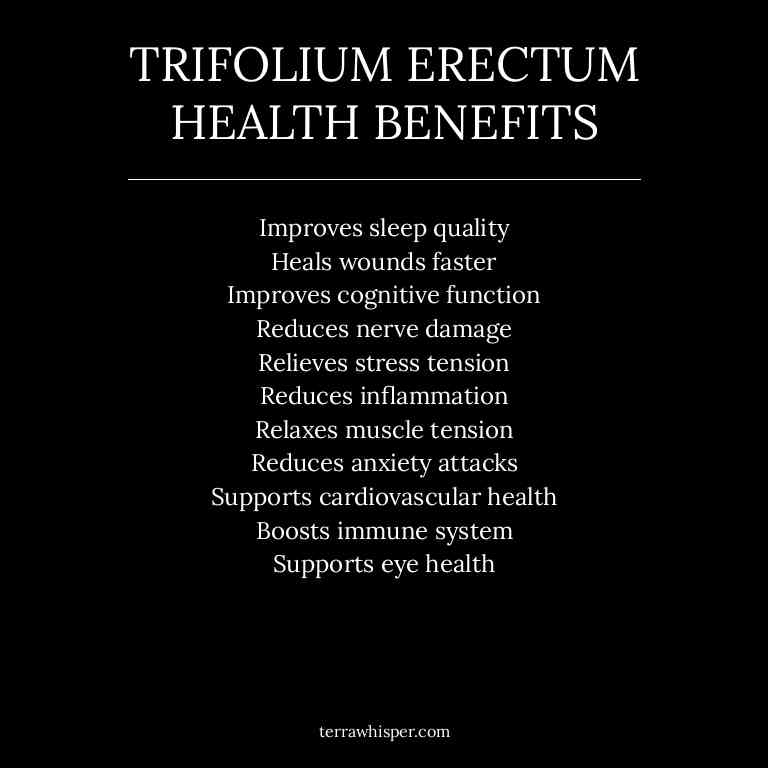 TRIFOLIUM ERECTUM
HEALTH BENEFITS
Improves sleep quality
Heals wounds faster
Improves cognitive function
Reduces nerve damage
Relieves stress tension
Reduces inflammation
Relaxes muscle tension
Reduces anxiety attacks
Supports cardiovascular health
Boosts immune system
Supports eye health
terrawhisper.com